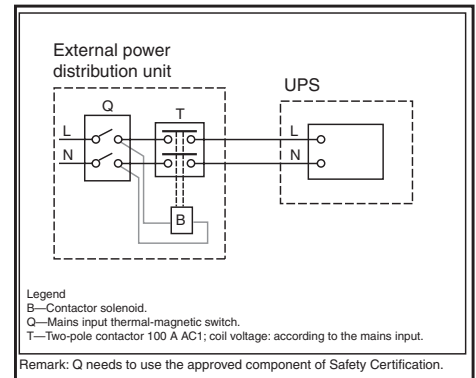 External power
distribution unit
UPS
Q
T
L
N
L
N
B
Legend
B—Contactor solenoid.
Q—Mains input thermal-magnetic switch.
T—Two-pole contactor 100 A AC1; coil voltage: according to the mains input.
Remark: Q needs to use the approved component of Safety Certification.